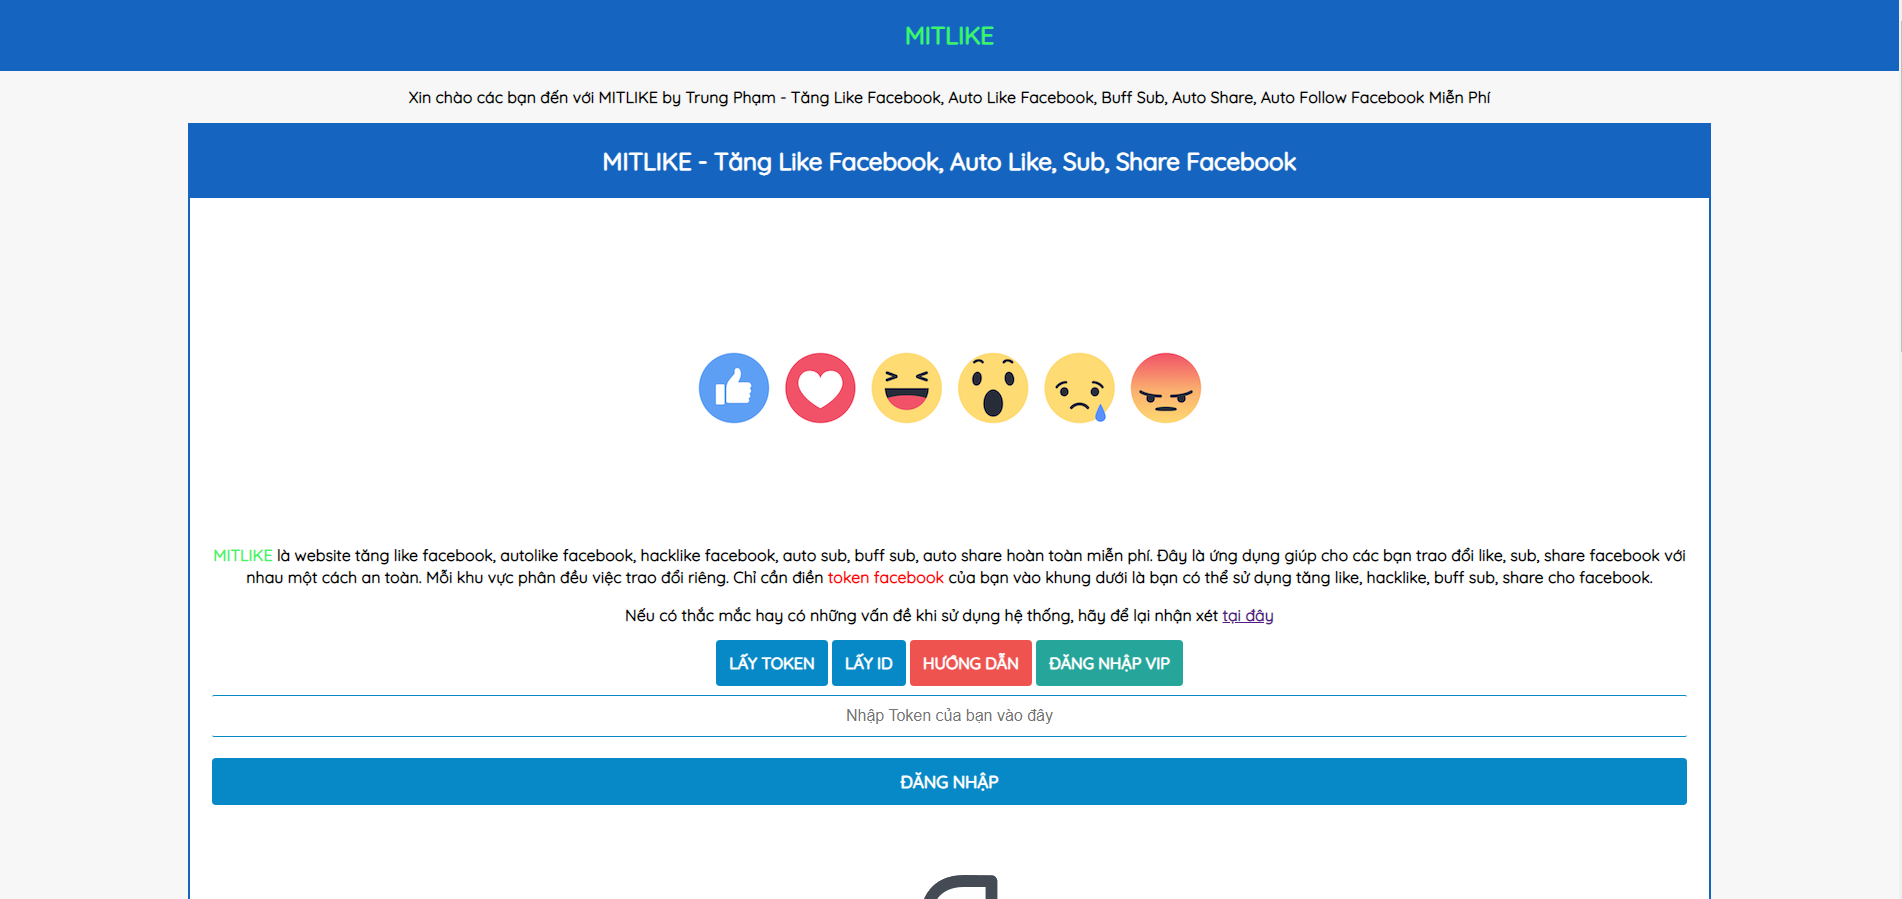 MITLIKE
Xin chào các bạn đến với MITLIKE by Trung Phạm - Tăng Like Facebook, Auto Like Facebook, Buff Sub, Auto Share, Auto Follow Facebook Miễn Phí
MITLIKE - Tăng Like Facebook, Auto Like, Sub, Share Facebook
MITLIKE là website tăng like facebook, autolike facebook, hacklike facebook, auto sub, buff sub, auto share hoàn toàn miễn phí. Đây là ứng dụng giúp cho các bạn trao đổi like, sub, share facebook với
nhau một cách an toàn. Mỗi khu vực phân đều việc trao đổi riêng. Chỉ cần điền token facebook của bạn vào khung dưới là bạn có thể sử dụng tăng like, hacklike, buff sub, share cho facebook.
Nếu có thắc mắc hay có những vấn đề khi sử dụng hệ thống, hãy để lại nhận xét tại đây
LẤY TOKEN LẤY ID HƯỚNG DẪN ĐĂNG NHẬP VIP
Nhập Token của bạn vào đây
ĐĂNG NHẬP